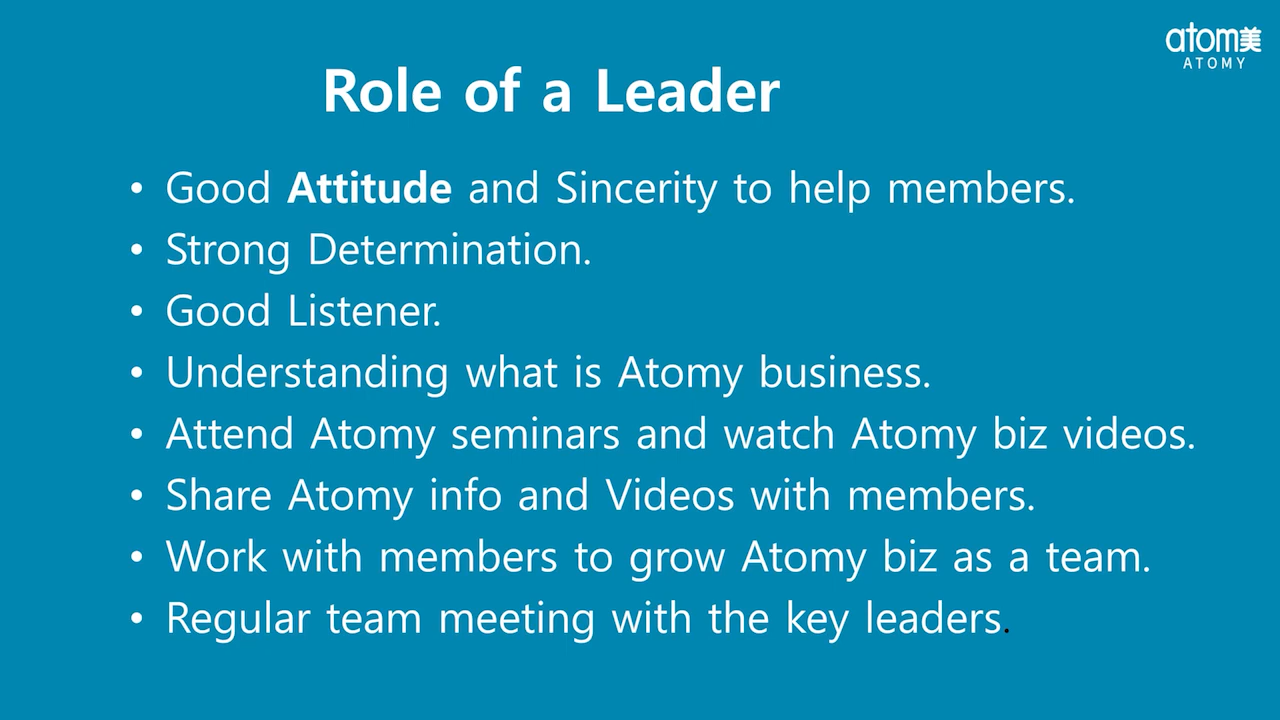 atom美
ATOMY
Role of a Leader
• Good Attitude and Sincerity to help members.
• Strong Determination.
• Good Listener.
• Understanding what is Atomy business.
• Attend Atomy seminars and watch Atomy biz videos.
• Share Atomy info and Videos with members.
• Work with members to grow Atomy biz as a team.
• Regular team meeting with the key leaders.